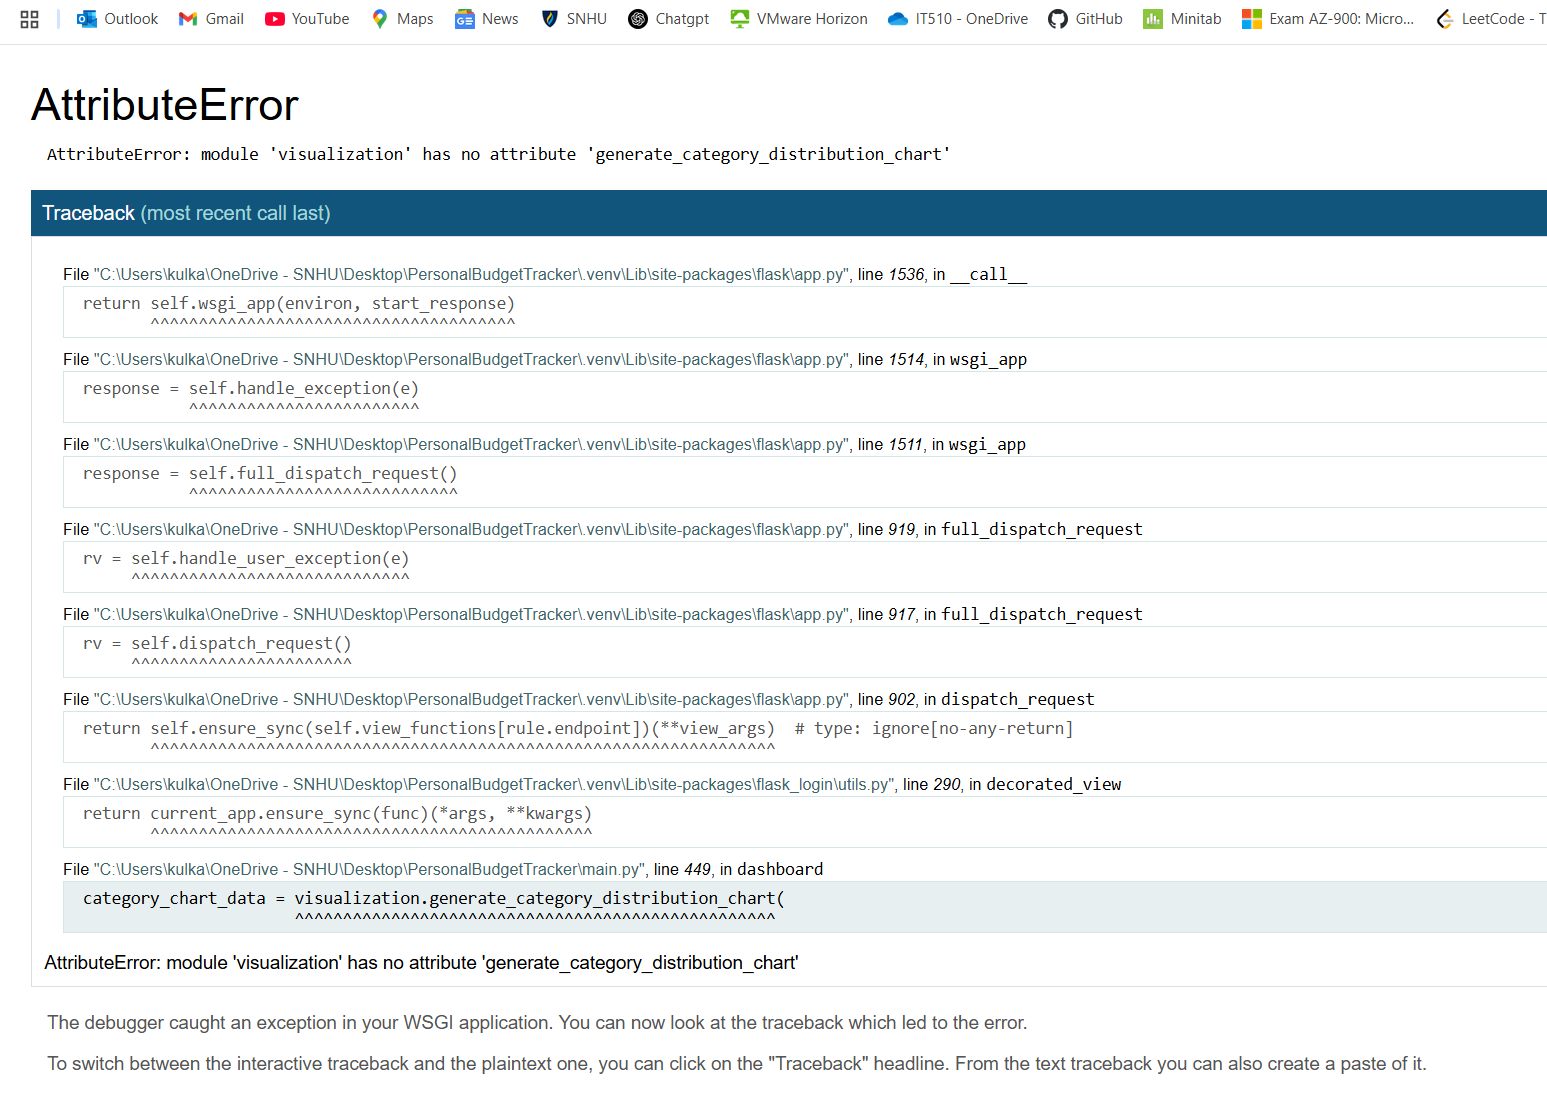 Outlook Gmail YouTube Maps News SNHU Chatgpt VMware Horizon IT510 - OneDrive GitHub Minitab Exam AZ-900: Micro... LeetCode - T
AttributeError
AttributeError: module 'visualization' has no attribute 'generate_category_distribution_chart'
Traceback (most recent call last)
File "C:\Users\kulka\OneDrive - SNHU\Desktop\PersonalBudgetTracker\.venv\Lib\site-packages\flask\app.py", line 1536, in __call__
return self.wsgi_app(environ, start_response)
^^^^^^^^^^^^^^^^^^^^^^^^^^^^^^^^^^^^^^
File "C:\Users\kulka\OneDrive - SNHU\Desktop\PersonalBudgetTracker\.venv\Lib\site-packages\flask\app.py", line 1514, in wsgi_app
response = self.handle_exception(e)
^^^^^^^^^^^^^^^^^^^^^^^^
File "C:\Users\kulka\OneDrive - SNHU\Desktop\PersonalBudgetTracker\.venv\Lib\site-packages\flask\app.py", line 1511, in wsgi_app
response = self.full_dispatch_request()
^^^^^^^^^^^^^^^^^^^^^^^^^^^^
File "C:\Users\kulka\OneDrive - SNHU\Desktop\PersonalBudgetTracker\.venv\Lib\site-packages\flask\app.py", line 919, in full_dispatch_request
rv = self.handle_user_exception(e)
^^^^^^^^^^^^^^^^^^^^^^^^^^^^^
File "C:\Users\kulka\OneDrive - SNHU\Desktop\PersonalBudgetTracker\.venv\Lib\site-packages\flask\app.py", line 917, in full_dispatch_request
rv = self.dispatch_request()
^^^^^^^^^^^^^^^^^^^^^^^
File "C:\Users\kulka\OneDrive - SNHU\Desktop\PersonalBudgetTracker\.venv\Lib\site-packages\flask\app.py", line 902, in dispatch_request
return self.ensure_sync(self.view_functions[rule.endpoint])(**view_args)  # type: ignore[no-any-return]
^^^^^^^^^^^^^^^^^^^^^^^^^^^^^^^^^^^^^^^^^^^^^^^^^^^^^^^^^^^^^^^^^
File "C:\Users\kulka\OneDrive - SNHU\Desktop\PersonalBudgetTracker\.venv\Lib\site-packages\flask_login\utils.py", line 290, in decorated_view
return current_app.ensure_sync(func)(*args, **kwargs)
^^^^^^^^^^^^^^^^^^^^^^^^^^^^^^^^^^^^^^^^^^^^^^
File "C:\Users\kulka\OneDrive - SNHU\Desktop\PersonalBudgetTracker\main.py", line 449, in dashboard
category_chart_data = visualization.generate_category_distribution_chart(
^^^^^^^^^^^^^^^^^^^^^^^^^^^^^^^^^^^^^^^^^^^^^^^^^^
AttributeError: module 'visualization' has no attribute 'generate_category_distribution_chart'
The debugger caught an exception in your WSGI application. You can now look at the traceback which led to the error.
To switch between the interactive traceback and the plaintext one, you can click on the "Traceback" headline. From the text traceback you can also create a paste of it.